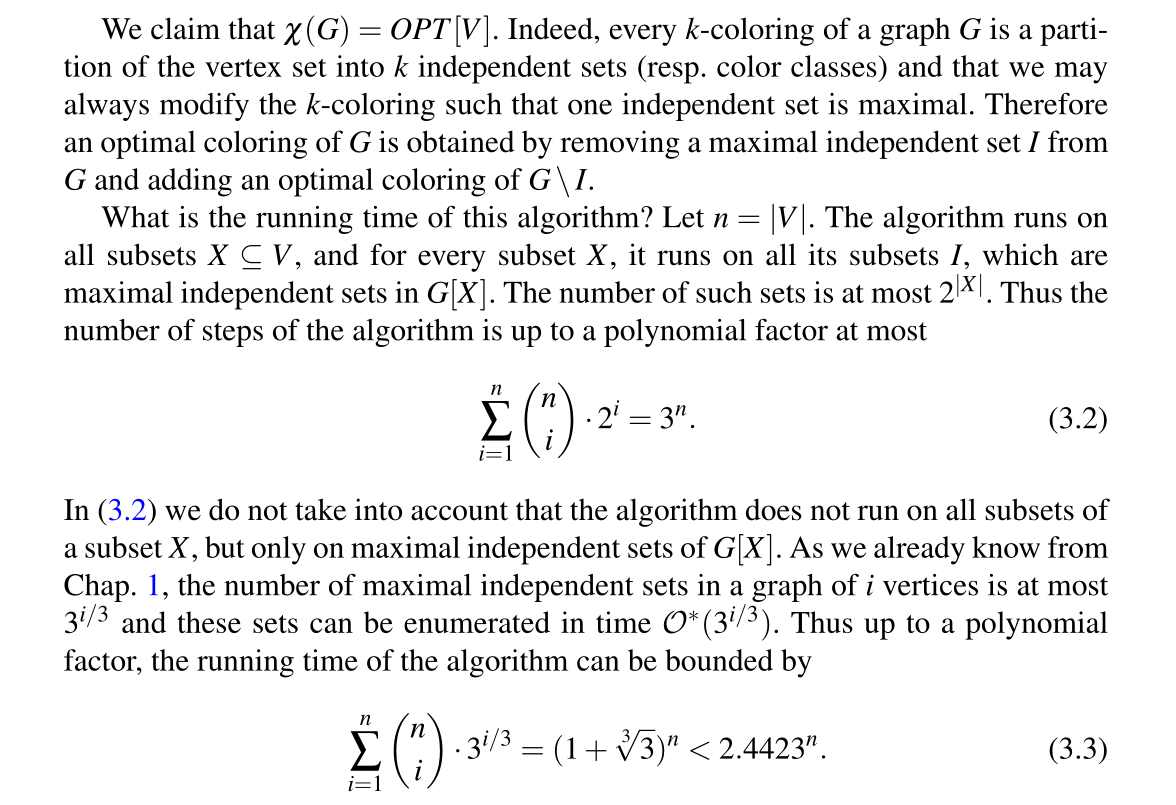 We claim that χ(G) = OPT[V]. Indeed, every k-coloring of a graph G is a parti-
tion of the vertex set into k independent sets (resp. color classes) and that we may
always modify the k-coloring such that one independent set is maximal. Therefore
an optimal coloring of G is obtained by removing a maximal independent set I from
G and adding an optimal coloring of G \ I.
What is the running time of this algorithm? Let n = |V|. The algorithm runs on
all subsets X ⊆ V, and for every subset X, it runs on all its subsets I, which are
maximal independent sets in G[X]. The number of such sets is at most 2^{|X|}. Thus the
number of steps of the algorithm is up to a polynomial factor at most
\sum_{i=1}^{n} \binom{n}{i} · 2^i = 3^n. (3.2)
In (3.2) we do not take into account that the algorithm does not run on all subsets of
a subset X, but only on maximal independent sets of G[X]. As we already know from
Chap. 1, the number of maximal independent sets in a graph of i vertices is at most
3^{i/3} and these sets can be enumerated in time 𝒪*(3^{i/3}). Thus up to a polynomial
factor, the running time of the algorithm can be bounded by
\sum_{i=1}^{n} \binom{n}{i} · 3^{i/3} = (1 + \sqrt[3]{3})^n < 2.4423^n. (3.3)